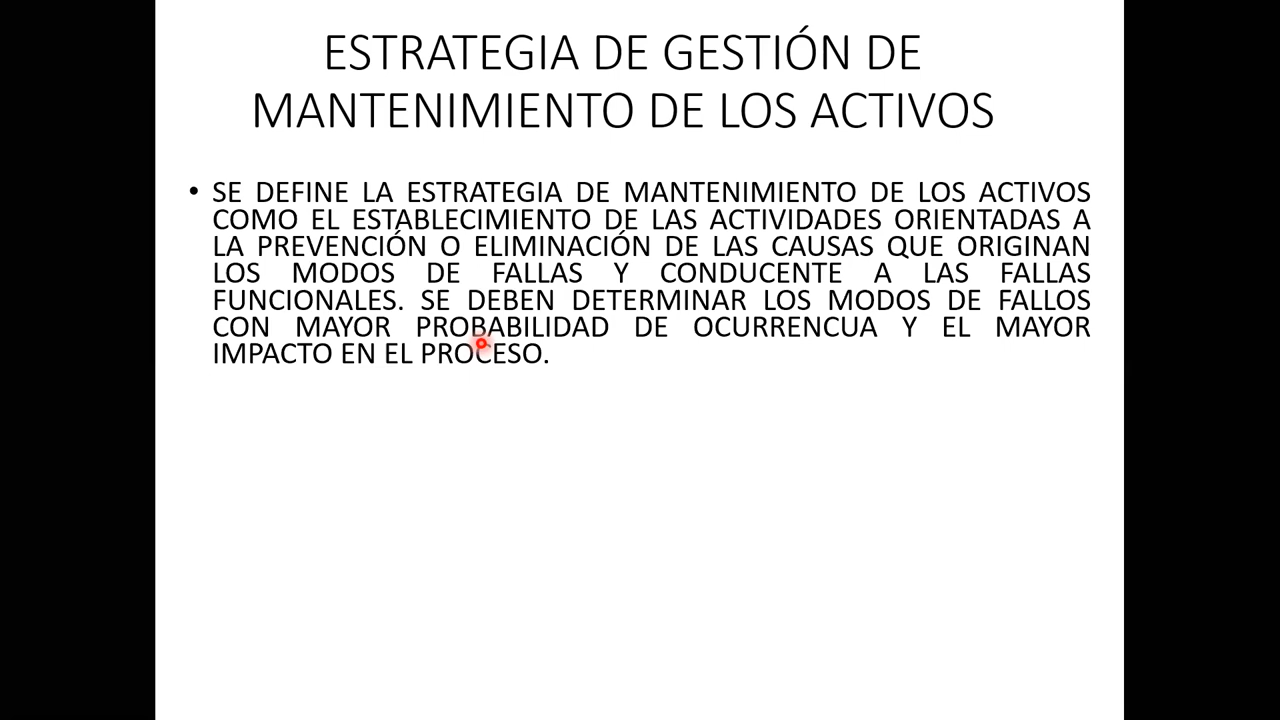 ESTRATEGIA DE GESTIÓN DE
MANTENIMIENTO DE LOS ACTIVOS
• SE DEFINE LA ESTRATEGIA DE MANTENIMIENTO DE LOS ACTIVOS
COMO EL ESTABLECIMIENTO DE LAS ACTIVIDADES ORIENTADAS A
LA PREVENCIÓN O ELIMINACIÓN DE LAS CAUSAS QUE ORIGINAN
LOS MODOS DE FALLAS Y CONDUCENTE A LAS FALLAS
FUNCIONALES. SE DEBEN DETERMINAR LOS MODOS DE FALLOS
CON MAYOR PROBABILIDAD DE OCURRENCUA Y EL MAYOR
IMPACTO EN EL PROCESO.